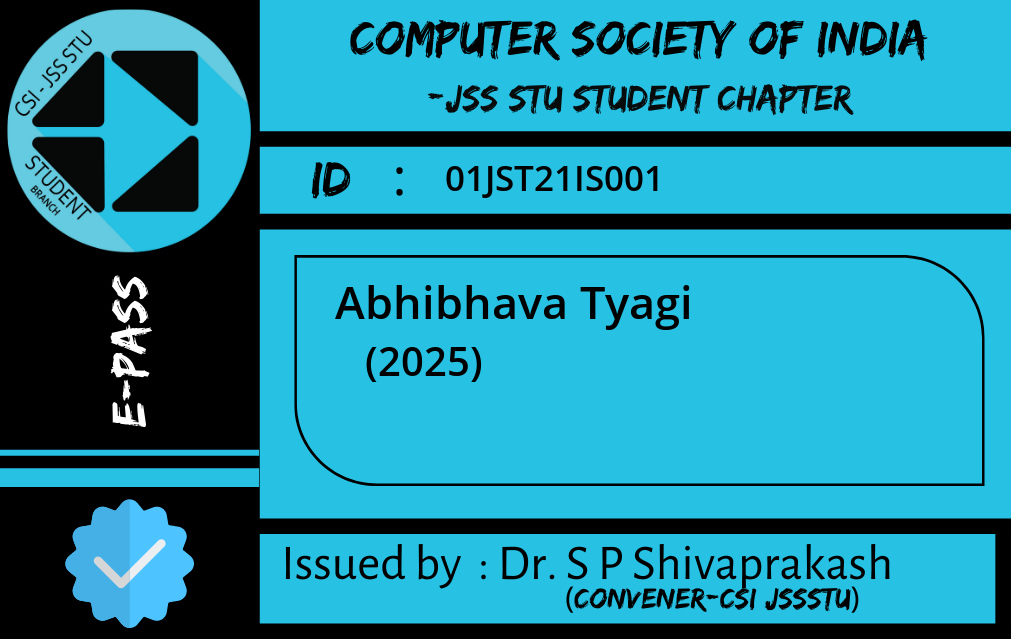 CSI - JSS STU
STUDENT
BRANCH
E-PASS
COMPUTER SOCIETY OF INDIA
-JSS STU STUDENT CHAPTER
ID : 01JST21IS001
Abhibhava Tyagi
(2025)
Issued by : Dr. S P Shivaprakash
(CONVENER-CSI JSSSTU)